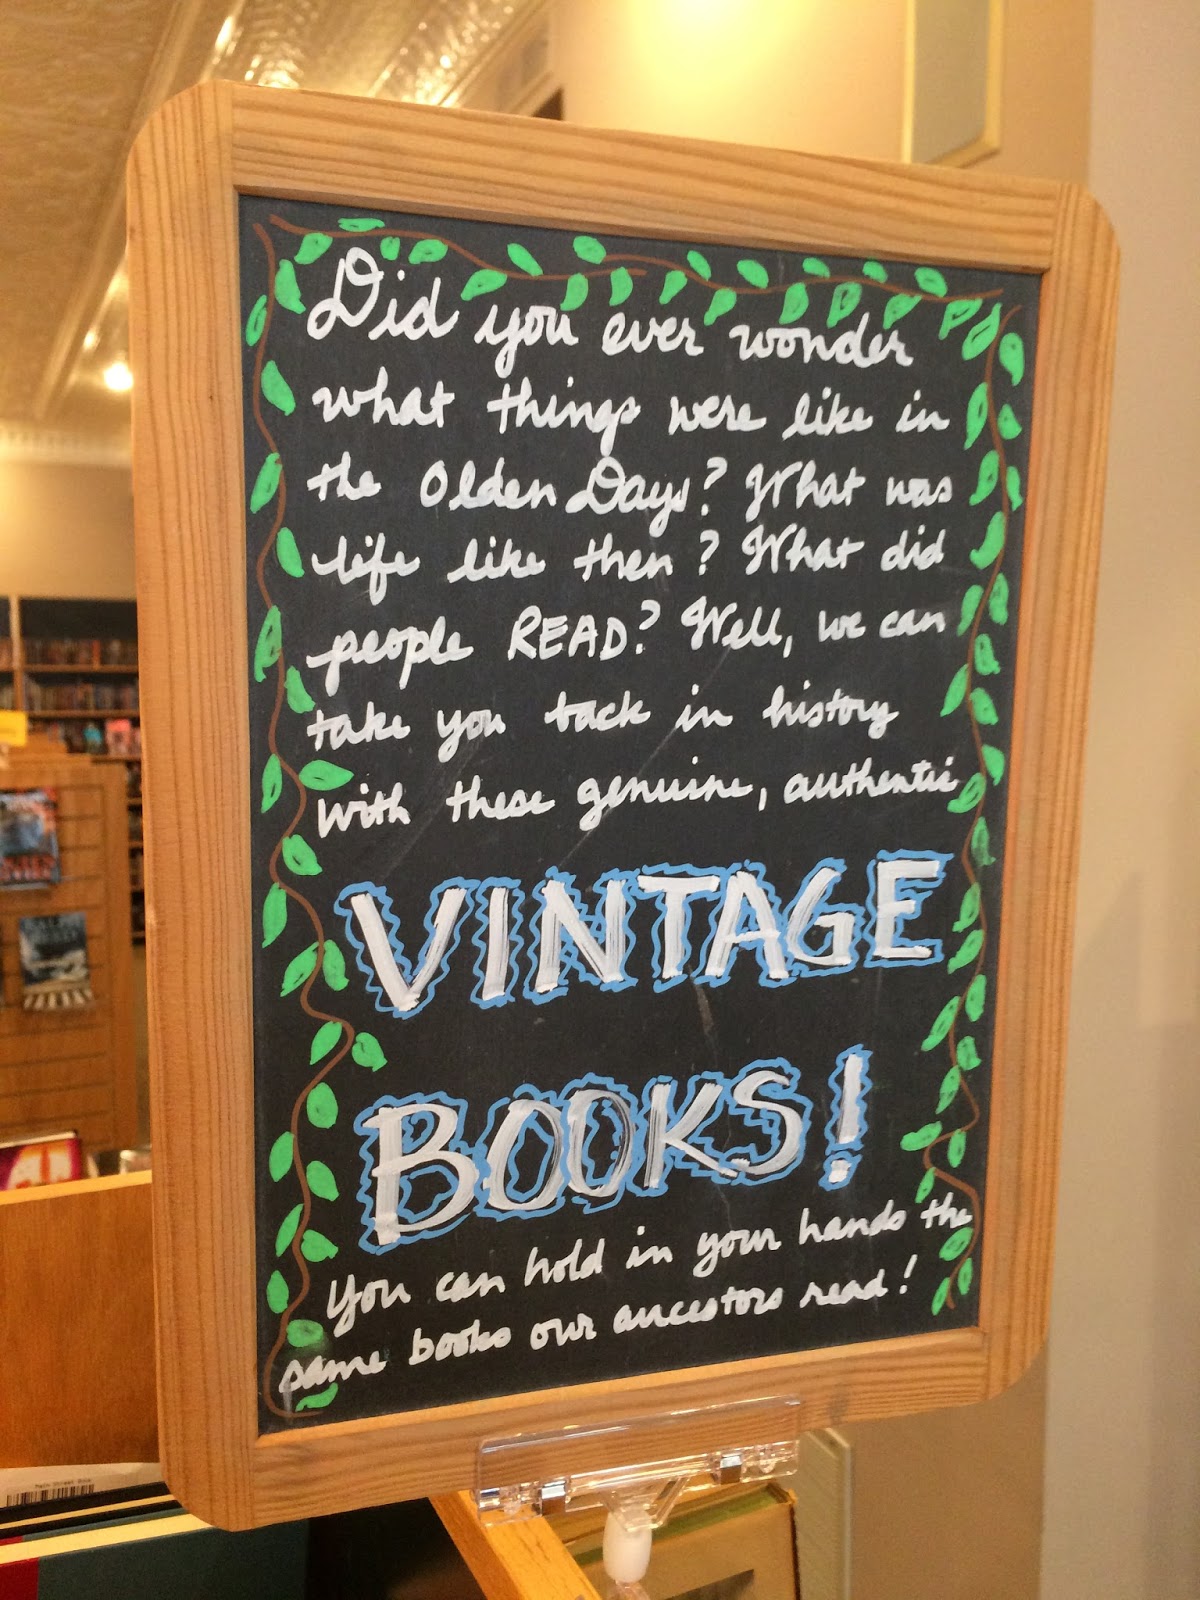 Did you ever wonder
what things were like in
the Olden Days? What was
life like then? What did
people READ? Well, we can
take you back in history
with these genuine, authentic
VINTAGE
BOOKS!
You can hold in your hands the
same books our ancestors read!